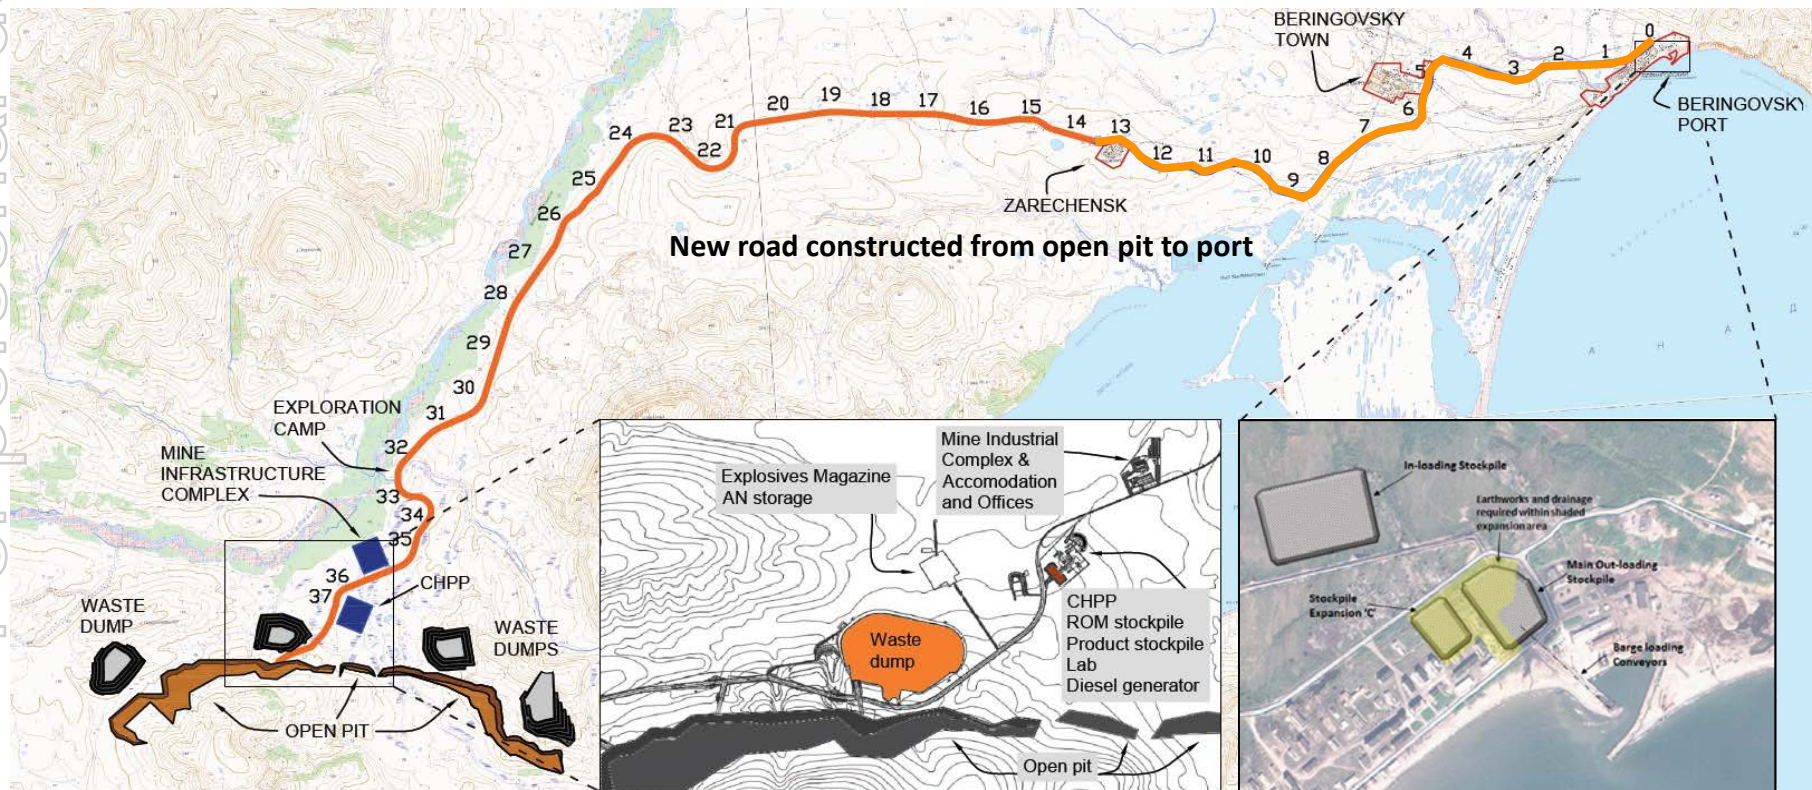 BERINGOVSKY
TOWN
0
1
2
3
4
5
6
7
8
9
10
11
12
13
14
15
16
17
18
19
20
21
22
23
24
25
26
27
28
29
30
31
32
33
34
35
36
37
BERINGOVSKY
PORT
ZARECHENSK
New road constructed from open pit to port
EXPLORATION
CAMP
MINE
INFRASTRUCTURE
COMPLEX
CHPP
WASTE
DUMP
WASTE
DUMPS
OPEN PIT
Explosives Magazine
AN storage
Mine Industrial
Complex &
Accomodation
and Offices
Waste
dump
CHPP
ROM stockpile
Product stockpile
Lab
Diesel generator
Open pit
In-loading Stockpile
Earthworks and drainage
required within shaded
expansion area
Main Out-loading
Stockpile
Stockpile
Expansion 'C'
Barge loading
Conveyors